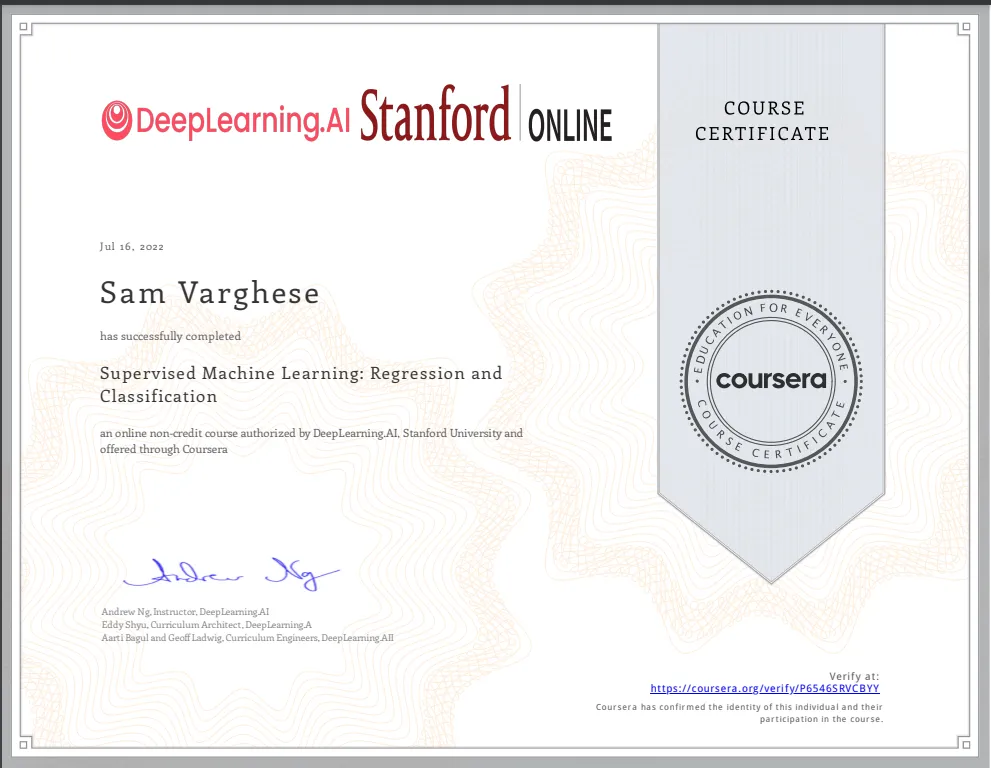 DeepLearning.AI Stanford ONLINE
COURSE
CERTIFICATE
Jul 16, 2022
Sam Varghese
has successfully completed
Supervised Machine Learning: Regression and
Classification
an online non-credit course authorized by DeepLearning.AI, Stanford University and
offered through Coursera
EDUCATION FOR EVERYONE
coursera
COURSE CERTIFICATE
Andrew Ng
Andrew Ng, Instructor, DeepLearning.AI
Eddy Shyu, Curriculum Architect, DeepLearning.A
Aarti Bagul and Geoff Ladwig, Curriculum Engineers, DeepLearning.AII
Verify at:
https://coursera.org/verify/P6546SRVCBYY
Coursera has confirmed the identity of this individual and their
participation in the course.